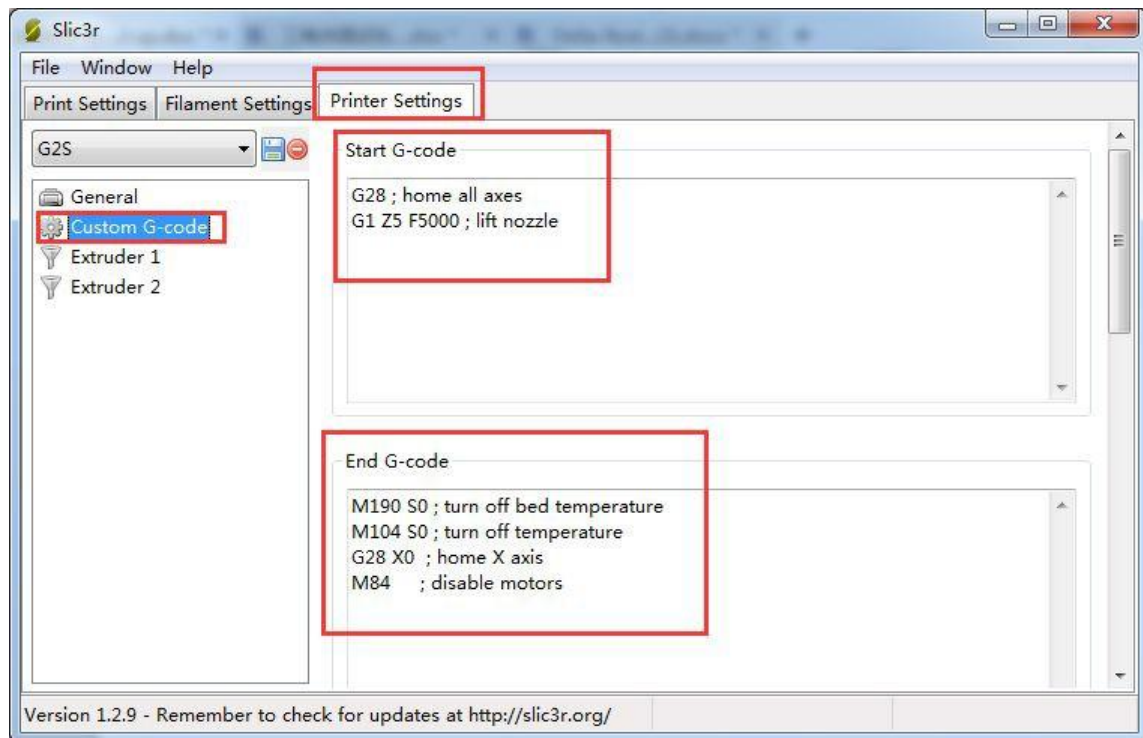 Slic3r
File Window Help
Print Settings Filament Settings Printer Settings
G2S
General
Custom G-code
Extruder 1
Extruder 2
Start G-code
G28 ; home all axes
G1 Z5 F5000 ; lift nozzle
End G-code
M190 S0 ; turn off bed temperature
M104 S0 ; turn off temperature
G28 X0 ; home X axis
M84 ; disable motors
Version 1.2.9 - Remember to check for updates at http://slic3r.org/